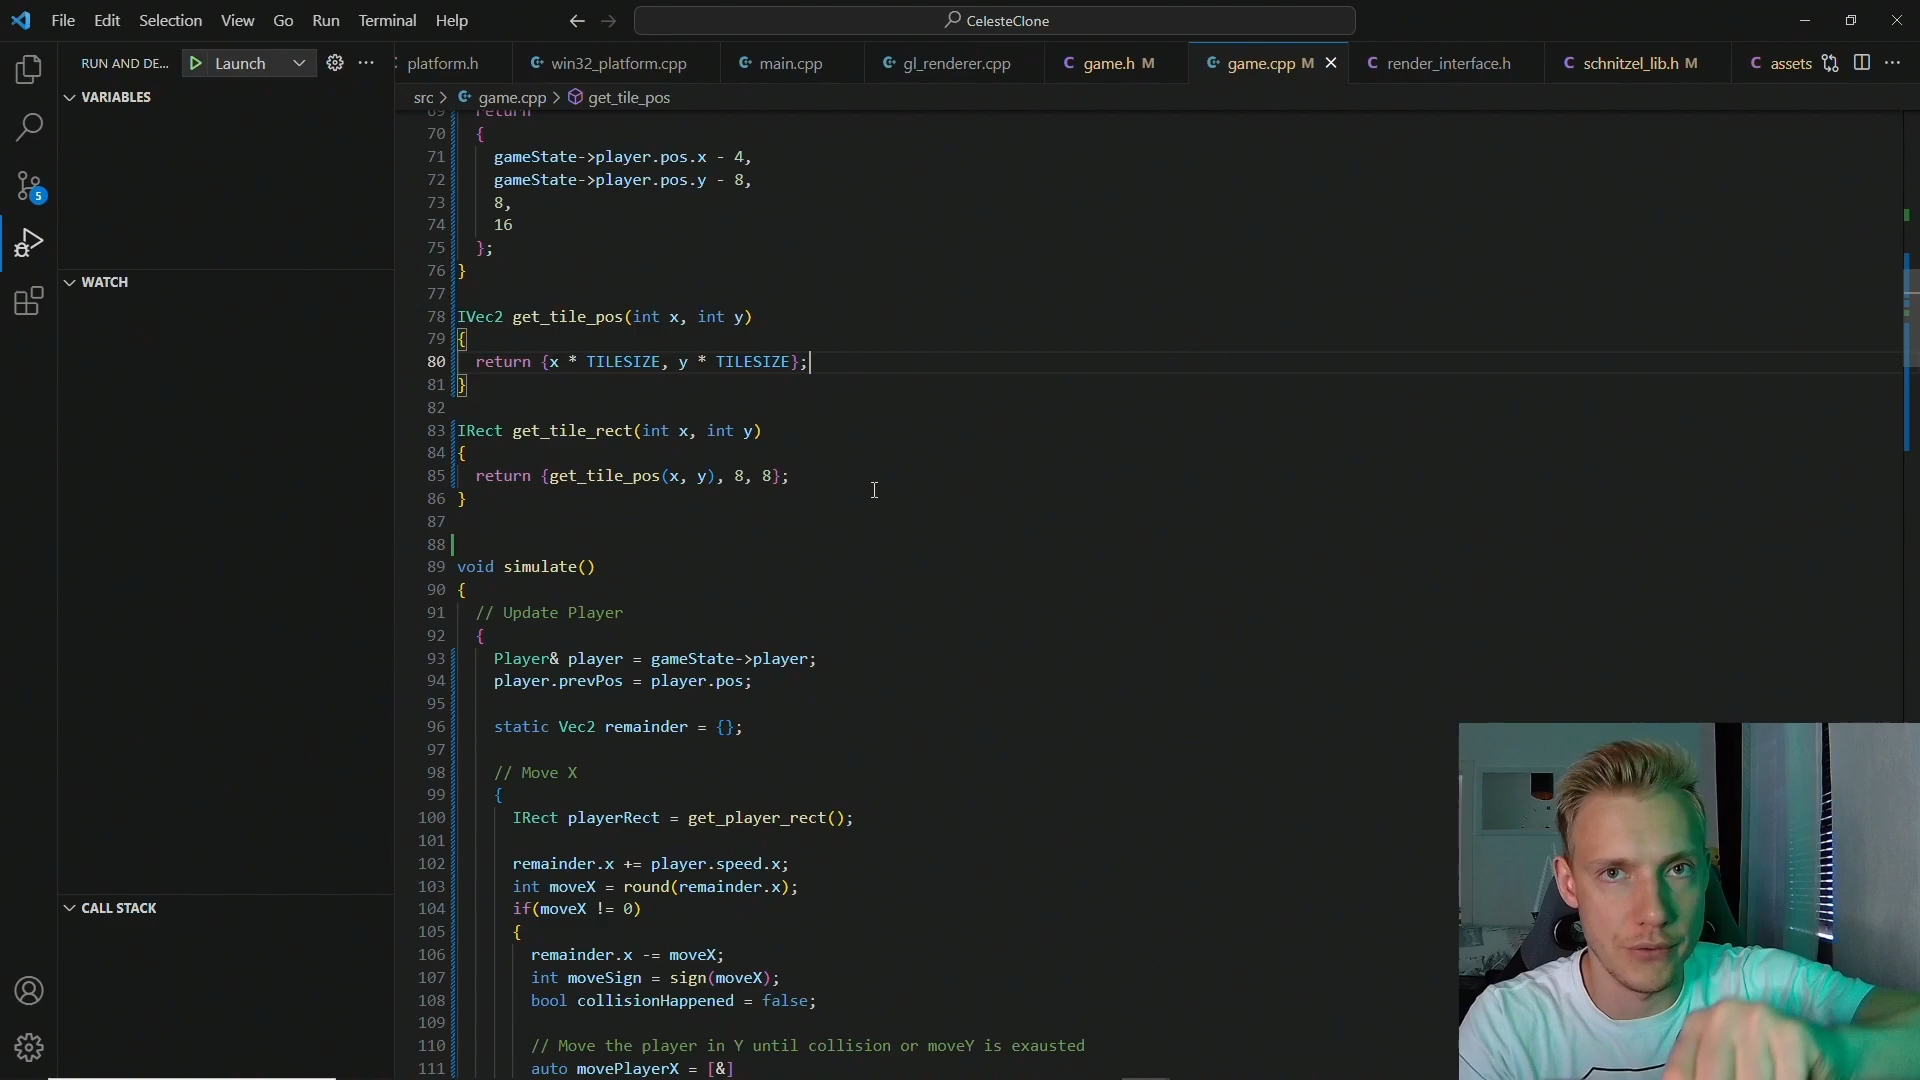 File Edit Selection View Go Run Terminal Help
CelesteClone
RUN AND DE... Launch
platform.h win32_platform.cpp main.cpp gl_renderer.cpp game.h M game.cpp M render_interface.h schnitzel_lib.h M assets
VARIABLES
WATCH
CALL STACK
5
src > game.cpp > get_tile_pos
69 return
70 {
71 gameState->player.pos.x - 4,
72 gameState->player.pos.y - 8,
73 8,
74 16
75 };
76 }
77
78 IVec2 get_tile_pos(int x, int y)
79 {
80 return {x * TILESIZE, y * TILESIZE};
81 }
82
83 IRect get_tile_rect(int x, int y)
84 {
85 return {get_tile_pos(x, y), 8, 8};
86 }
87
88
89 void simulate()
90 {
91 // Update Player
92 {
93 Player& player = gameState->player;
94 player.prevPos = player.pos;
95
96 static Vec2 remainder = {};
97
98 // Move X
99 {
100 IRect playerRect = get_player_rect();
101
102 remainder.x += player.speed.x;
103 int moveX = round(remainder.x);
104 if(moveX != 0)
105 {
106 remainder.x -= moveX;
107 int moveSign = sign(moveX);
108 bool collisionHappened = false;
109
110 // Move the player in Y until collision or moveY is exausted
111 auto movePlayerX = [&]